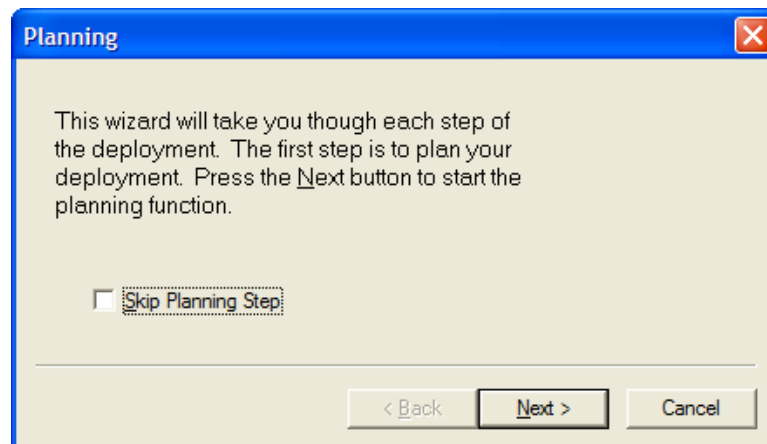 Planning
This wizard will take you though each step of
the deployment. The first step is to plan your
deployment. Press the Next button to start the
planning function.
Skip Planning Step
< Back Next > Cancel